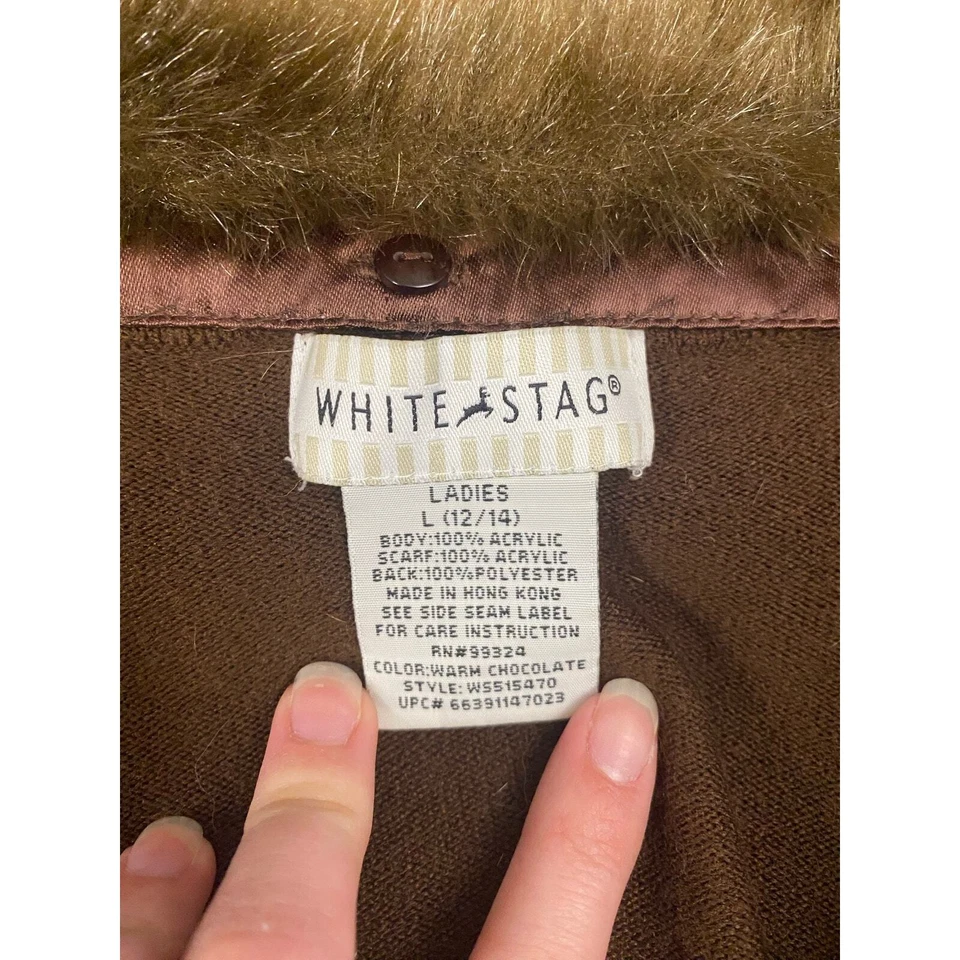 WHITE STAG®
LADIES
L (12/14)
BODY:100% ACRYLIC
SCARF:100% ACRYLIC
BACK:100%POLYESTER
MADE IN HONG KONG
SEE SIDE SEAM LABEL
FOR CARE INSTRUCTION
RN#99324
COLOR:WARM CHOCOLATE
STYLE: WS515470
UPC# 66391147023